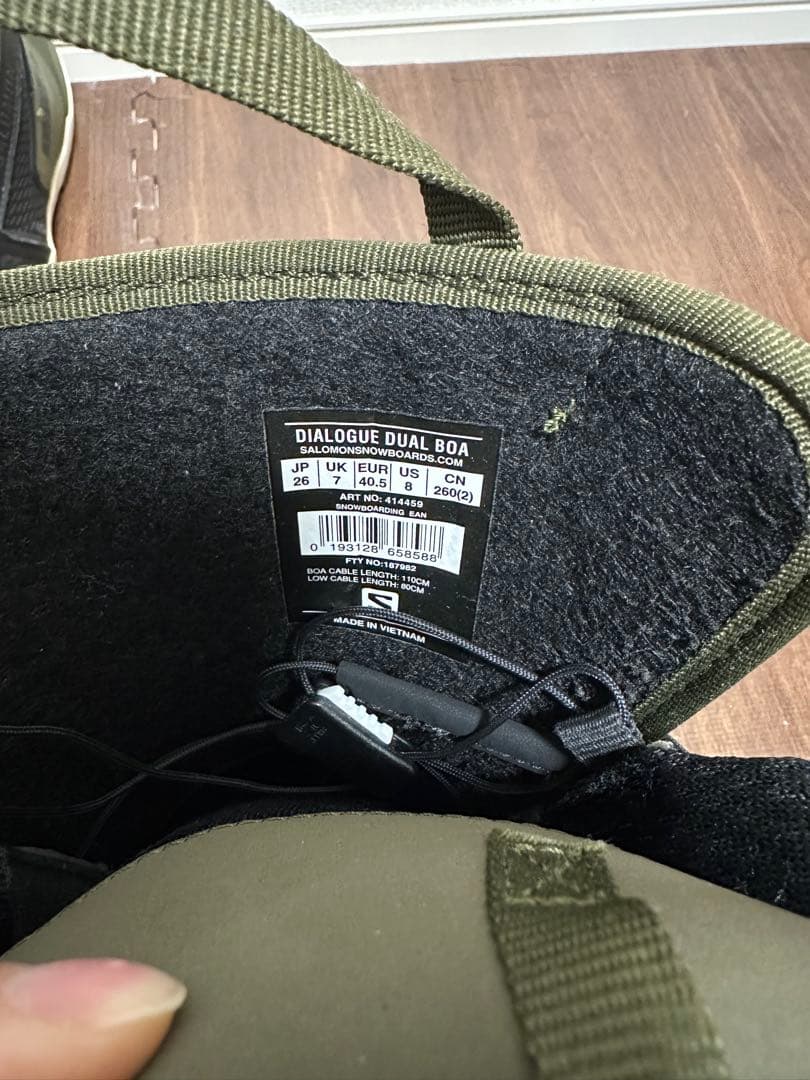 DIALOGUE DUAL BOA
SALOMONSNOWBOARDS.COM
JP UK EUR US CN
26 7 40.5 8 260(2)
ART NO: 414459
SNOWBOARDING EAN
0 193128 658588
FTY NO:187982
BOA CABLE LENGTH: 110CM
LOW CABLE LENGTH: 80CM
MADE IN VIETNAM